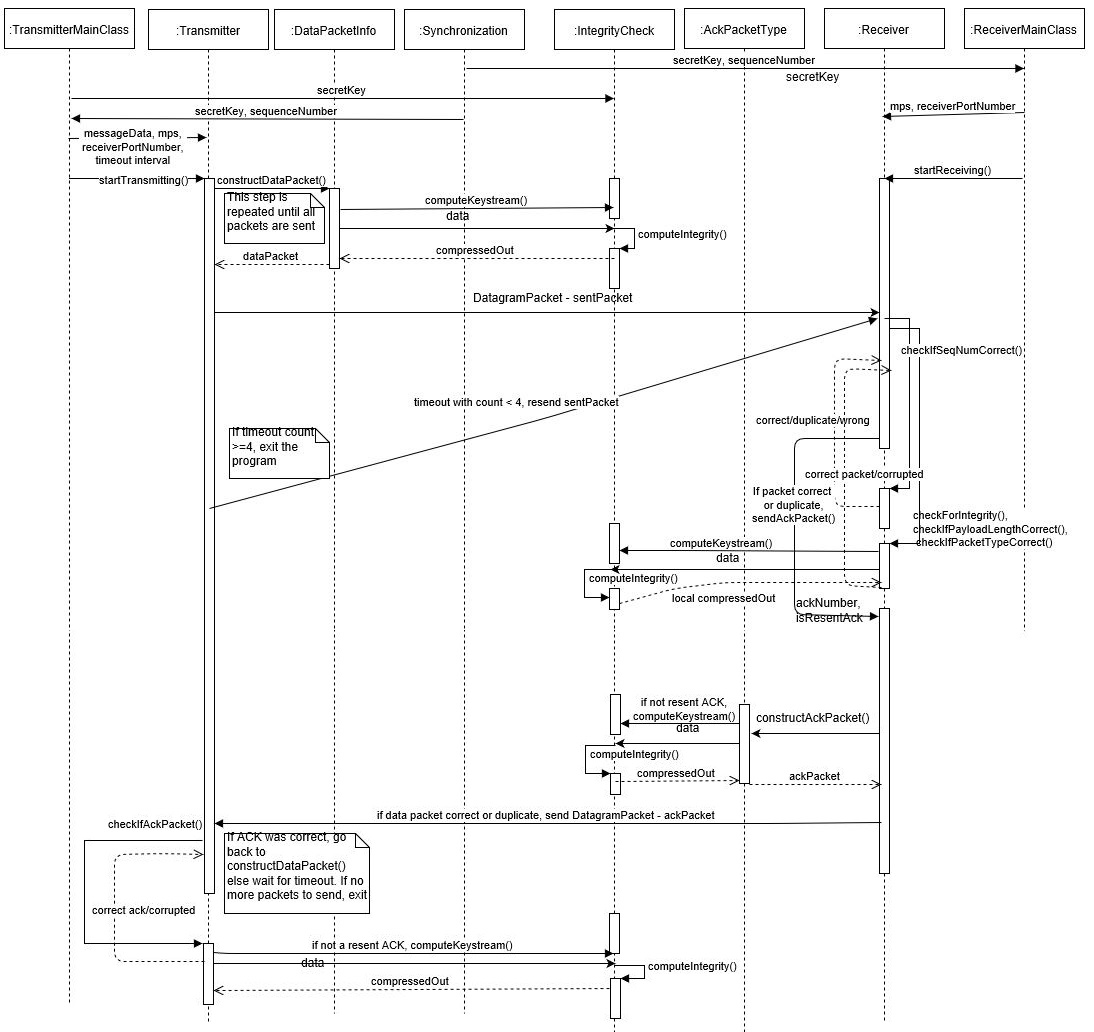 :TransmitterMainClass
:Transmitter
:DataPacketInfo
:Synchronization
:IntegrityCheck
:AckPacketType
:Receiver
:ReceiverMainClass
secretKey, sequenceNumber
secretKey
secretKey
secretKey, sequenceNumber
mps, receiverPortNumber
messageData, mps,
receiverPortNumber,
timeout interval
startTransmitting()
constructDataPacket()
startReceiving()
This step is
repeated until all
packets are sent
computeKeystream()
data
computeIntegrity()
compressedOut
dataPacket
DatagramPacket - sentPacket
checkIfSeqNumCorrect()
timeout with count < 4, resend sentPacket
correct/duplicate/wrong
If timeout count
>=4, exit the
program
correct packet/corrupted
If packet correct
or duplicate,
sendAckPacket()
checkForIntegrity(),
checkIfPayloadLengthCorrect(),
checkIfPacketTypeCorrect()
computeKeystream()
data
computeIntegrity()
local compressedOut
ackNumber,
isResentAck
if not resent ACK,
computeKeystream()
data
constructAckPacket()
computeIntegrity()
compressedOut
ackPacket
if data packet correct or duplicate, send DatagramPacket - ackPacket
checkIfAckPacket()
If ACK was correct, go
back to
constructDataPacket()
else wait for timeout. If no
more packets to send, exit
correct ack/corrupted
if not a resent ACK, computeKeystream()
data
computeIntegrity()
compressedOut